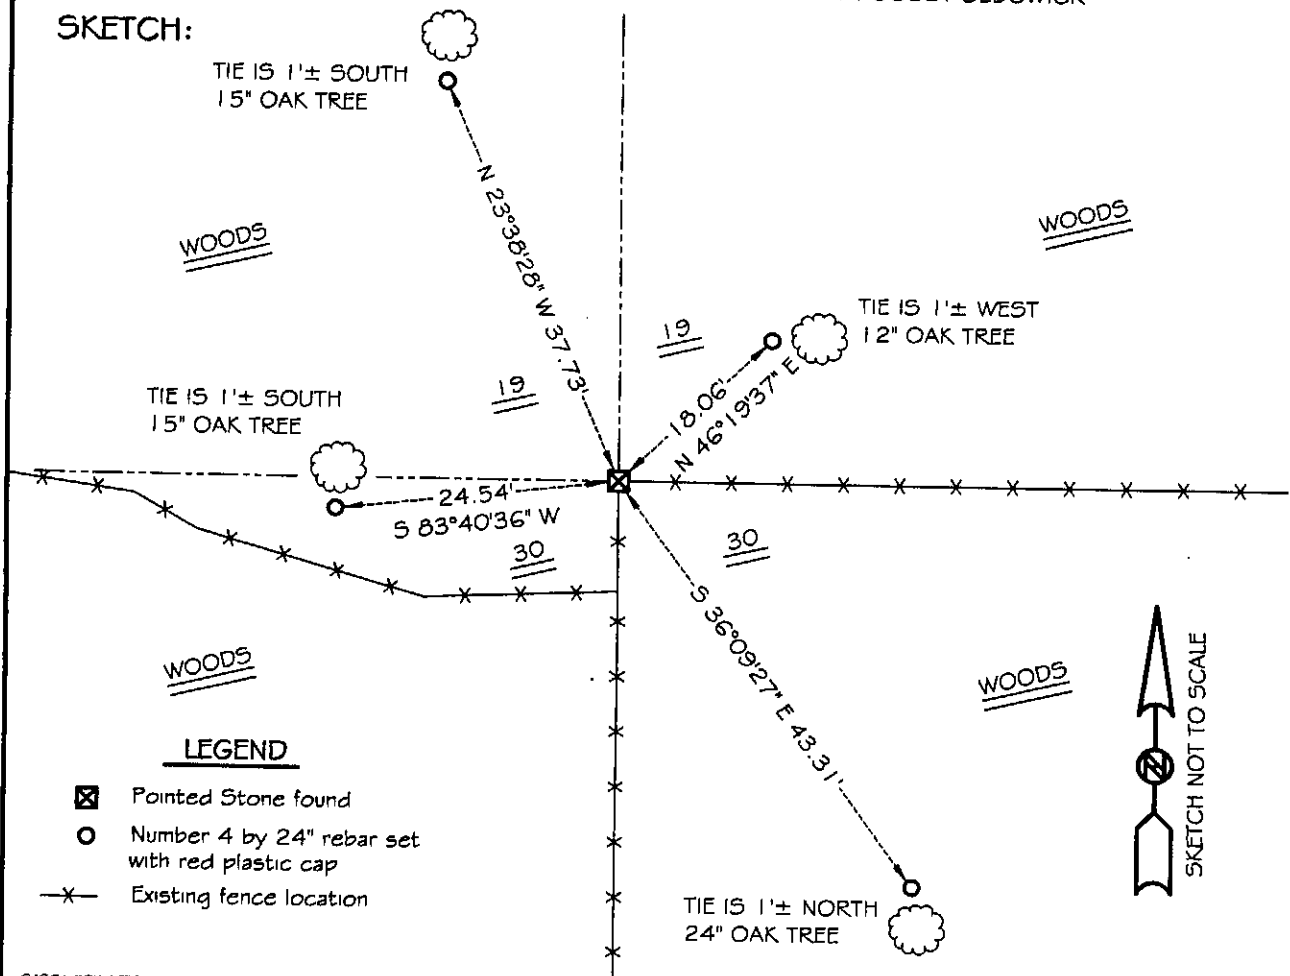 SKETCH:
TIE IS 1'± SOUTH
15" OAK TREE
WOODS
N 23°38'28" W 37.73'
WOODS
19
TIE IS 1'± WEST
12" OAK TREE
18.06'
N 46°19'37" E
19
TIE IS 1'± SOUTH
15" OAK TREE
24.54'
S 83°40'36" W
30
30
S 36°09'27" E 43.31'
WOODS
WOODS
SKETCH NOT TO SCALE
N
LEGEND
Pointed Stone found
Number 4 by 24" rebar set
with red plastic cap
Existing fence location
TIE IS 1'± NORTH
24" OAK TREE